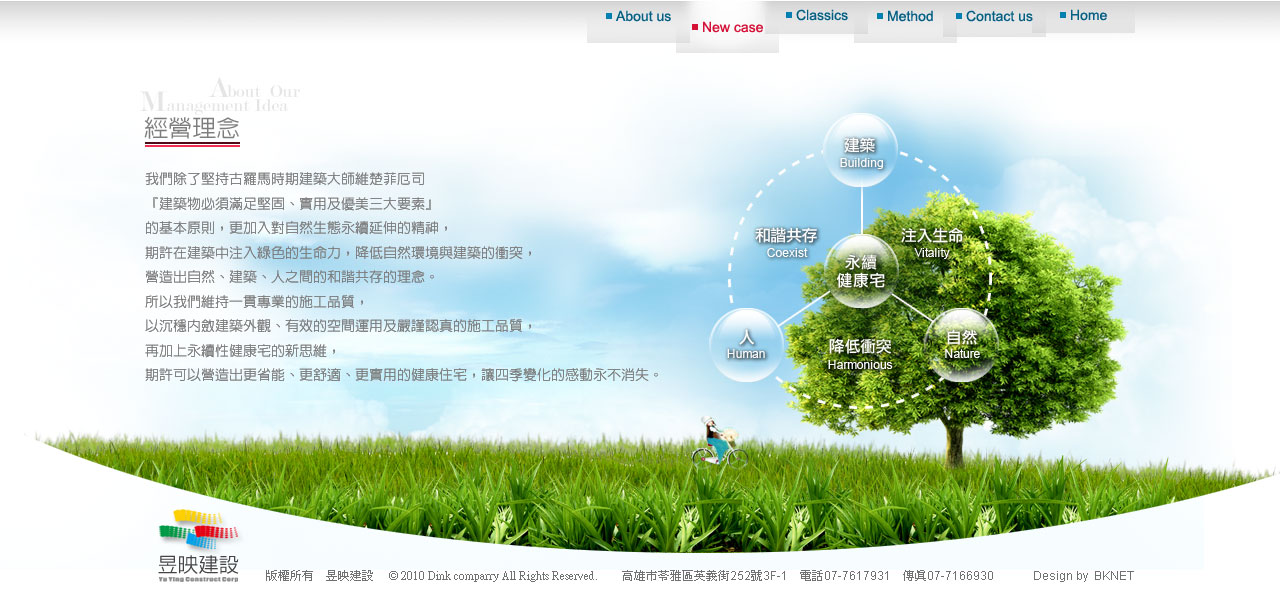 About us
New case
Classics
Method
Contact us
Home
About Our
Management Idea
經營理念
我們除了堅持古羅馬時期建築大師維楚菲厄司
『建築物必須滿足堅固、實用及優美三大要素』
的基本原則，更加入對自然生態永續延伸的精神，
期許在建築中注入綠色的生命力，降低自然環境與建築的衝突，
營造出自然、建築、人之間的和諧共存的理念。
所以我們維持一貫專業的施工品質，
以沉穩內斂建築外觀、有效的空間運用及嚴謹認真的施工品質，
再加上永續性健康宅的新思維，
期許可以營造出更省能、更舒適、更實用的健康住宅，讓四季變化的感動永不消失。
建築
Building
和諧共存
Coexist
注入生命
Vitality
永續
健康宅
人
Human
降低衝突
Harmonious
自然
Nature
昱映建設
Yu Ying Construct Corp
版權所有 昱映建設 © 2010 Dinkycountry All Rights Reserved. 高雄市苓雅區英義街252號3F-1 電話07-7617931 傳真07-7166930 Design by BKNET